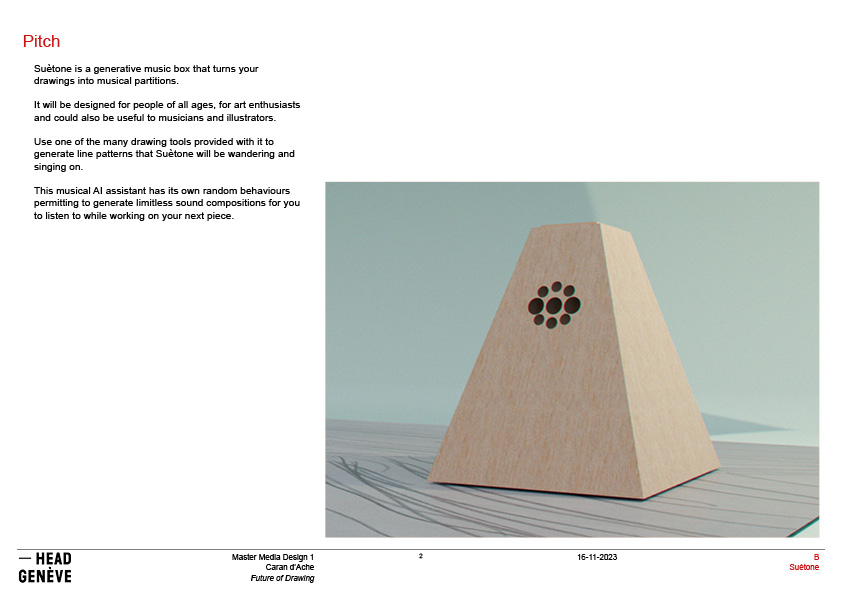 Pitch
Suètone is a generative music box that turns your
drawings into musical partitions.
It will be designed for people of all ages, for art enthusiasts
and could also be useful to musicians and illustrators.
Use one of the many drawing tools provided with it to
generate line patterns that Suètone will be wandering and
singing on.
This musical AI assistant has its own random behaviours
permitting to generate limitless sound compositions for you
to listen to while working on your next piece.
— HEAD
GENÈVE
Master Media Design 1
Caran d'Ache
Future of Drawing
2
16-11-2023
B
Suètone